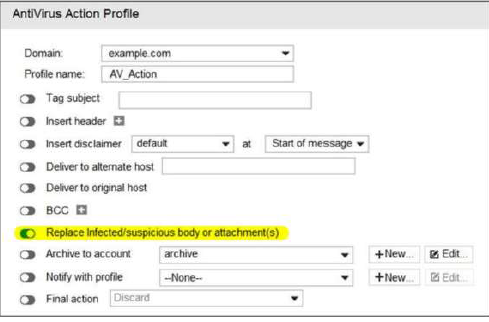 AntiVirus Action Profile
Domain: example.com
Profile name: AV_Action
Tag subject
Insert header
Insert disclaimer default at Start of message
Deliver to alternate host
Deliver to original host
BCC
Replace Infected/suspicious body or attachment(s)
Archive to account archive +New... Edit...
Notify with profile --None-- +New... Edit...
Final action Discard